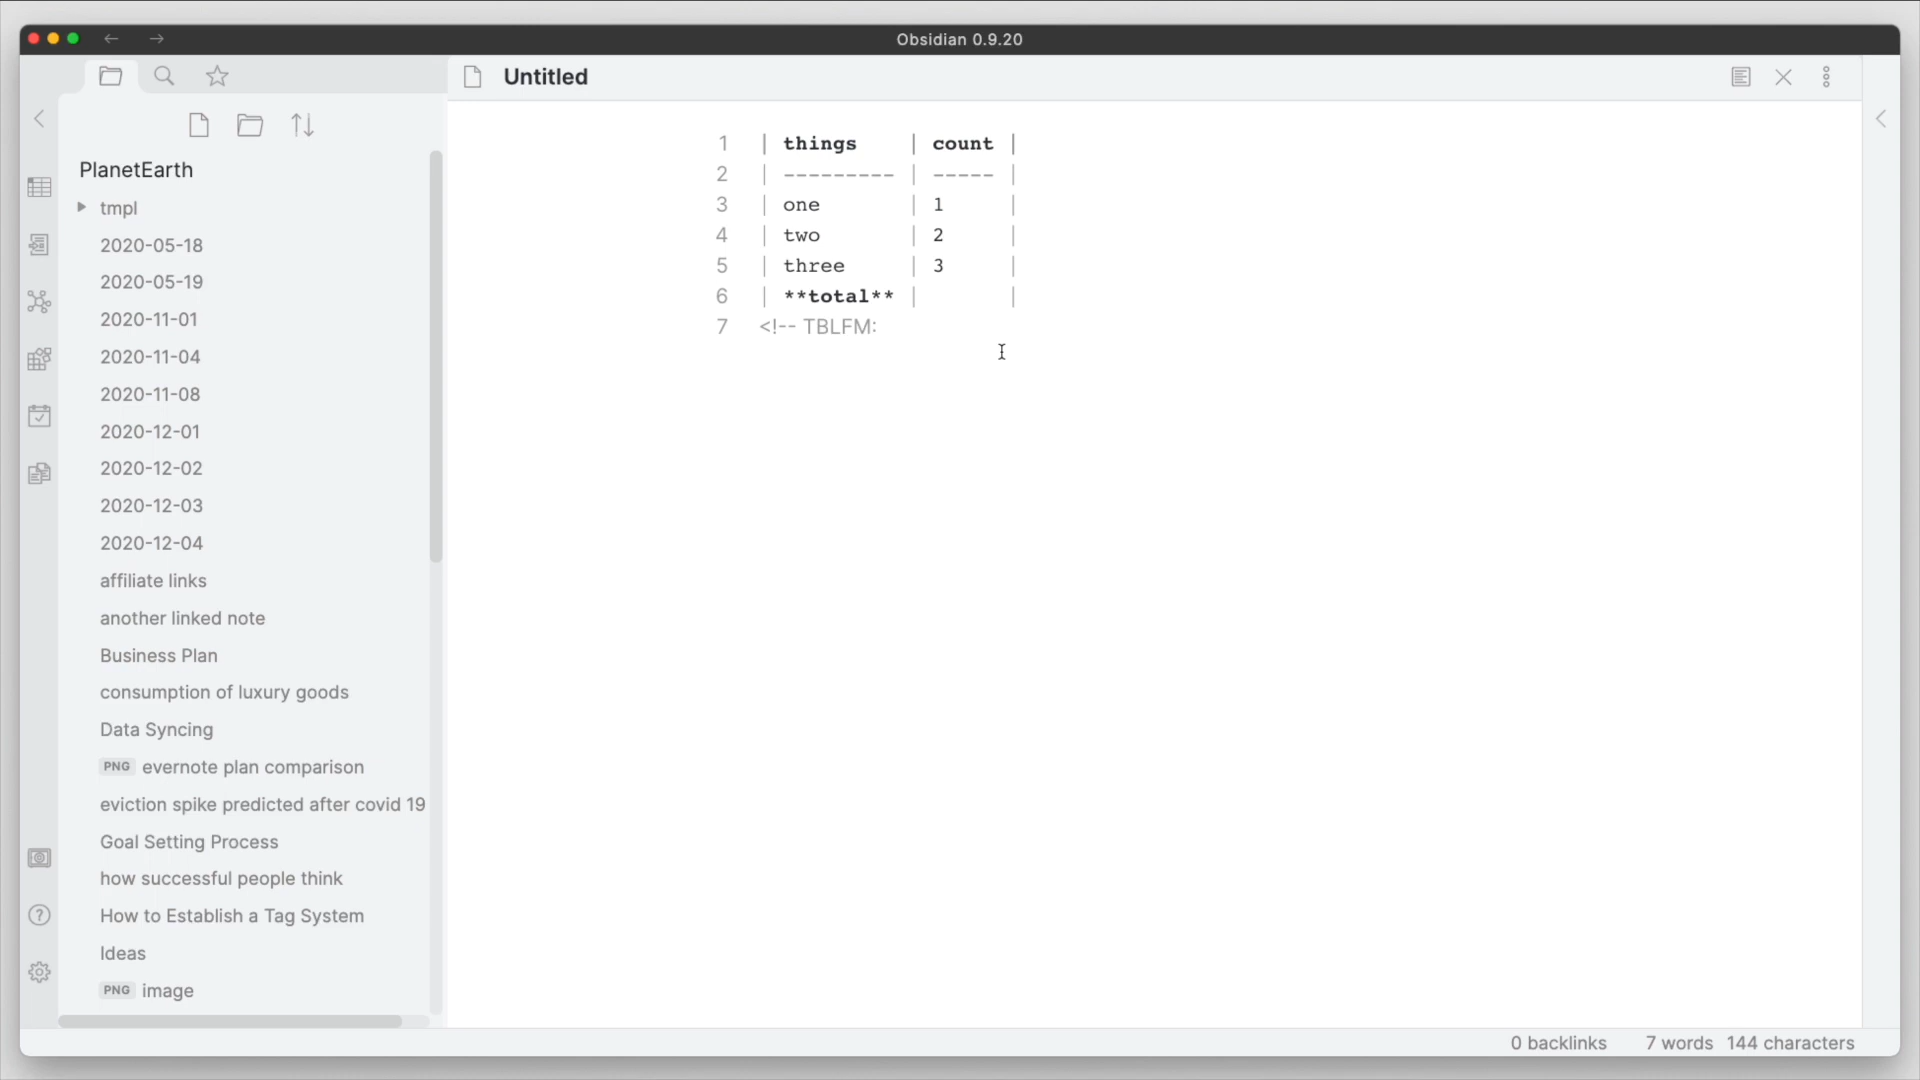 Obsidian 0.9.20
Untitled
PlanetEarth
tmpl
2020-05-18
2020-05-19
2020-11-01
2020-11-04
2020-11-08
2020-12-01
2020-12-02
2020-12-03
2020-12-04
affiliate links
another linked note
Business Plan
consumption of luxury goods
Data Syncing
PNG evernote plan comparison
eviction spike predicted after covid 19
Goal Setting Process
how successful people think
How to Establish a Tag System
Ideas
PNG image
1 | things | count |
2 | --------- | ----- |
3 | one | 1 |
4 | two | 2 |
5 | three | 3 |
6 | **total** | |
7 <!-- TBLFM:
0 backlinks 7 words 144 characters